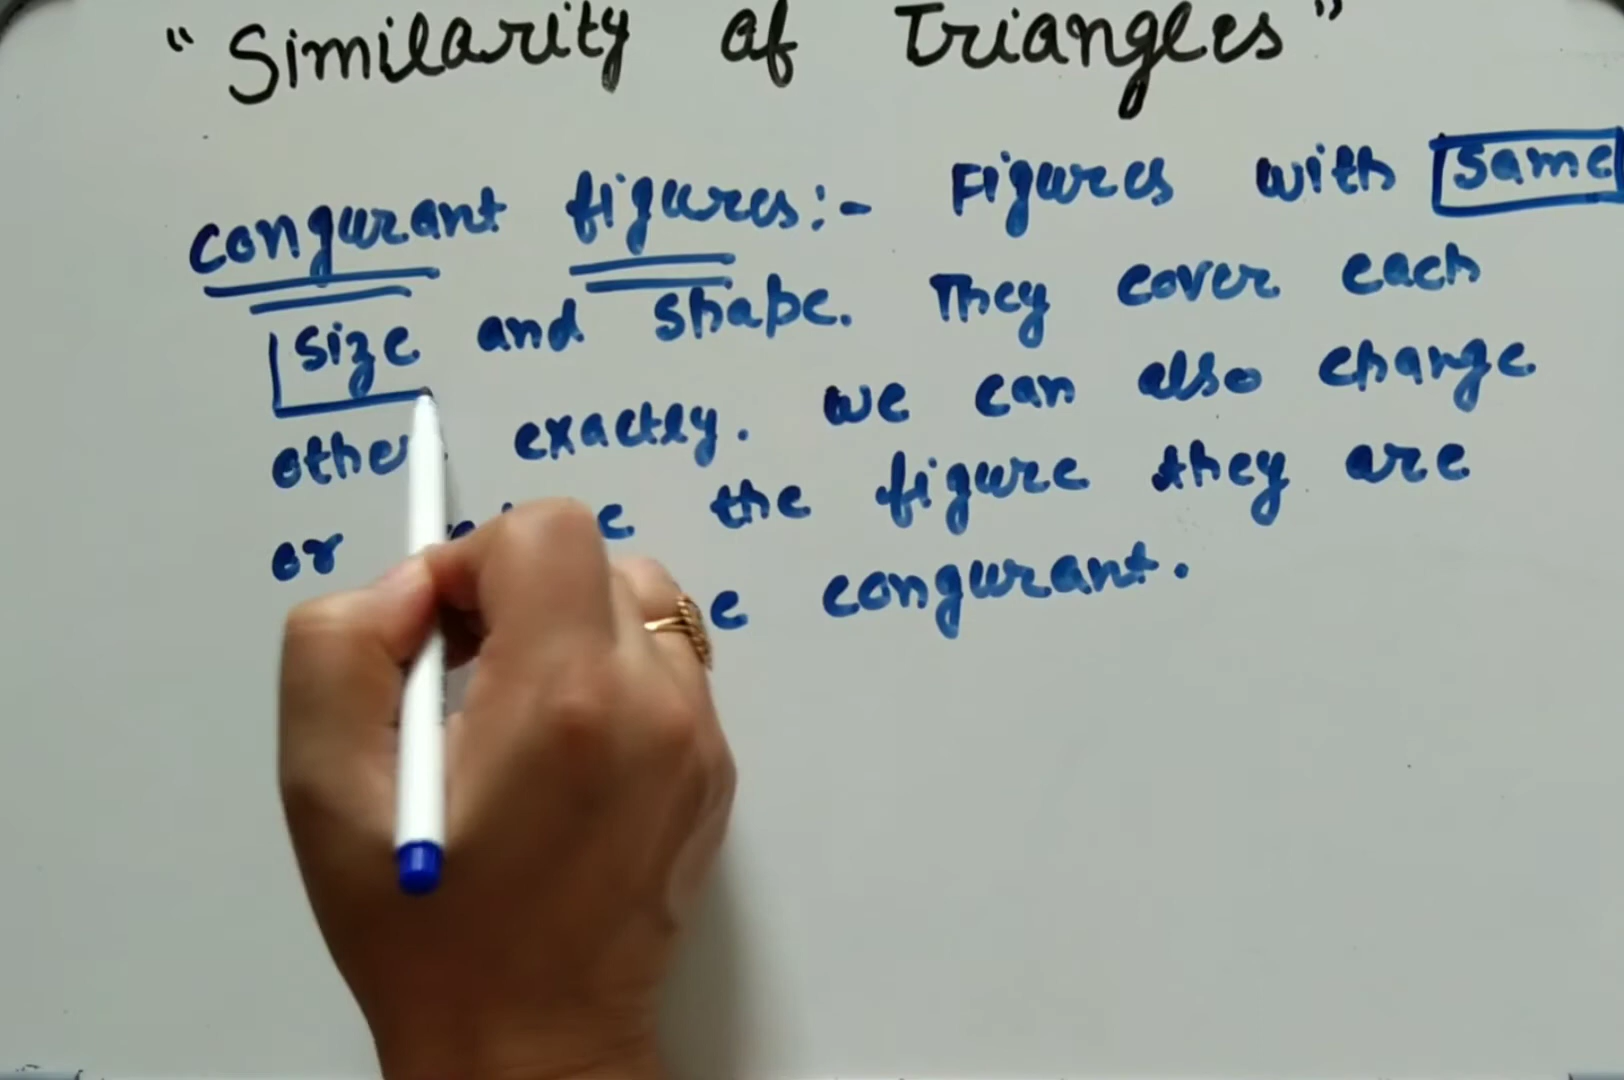 "Similarity of Triangles"
congurant figures:- Figures with same
size and shape. They cover each
other exactly. we can also change
or the figure they are
congurant.